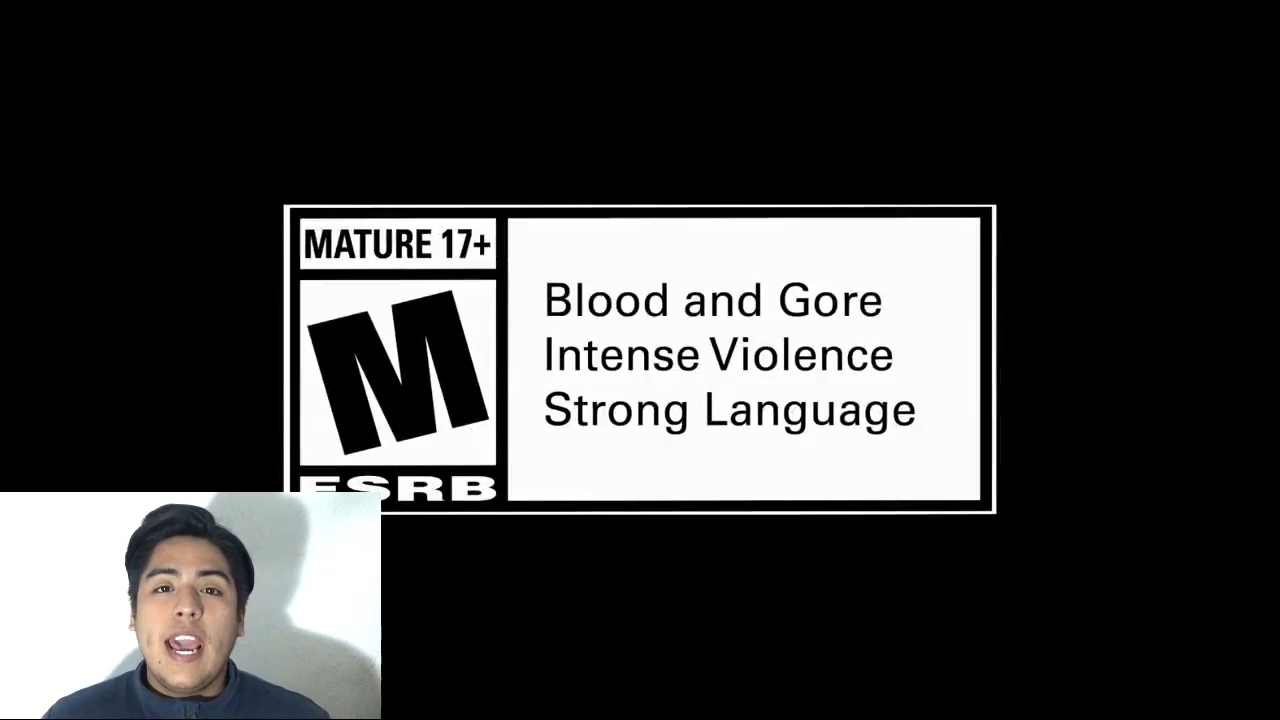 MATURE 17+
M
ESRB
Blood and Gore
Intense Violence
Strong Language